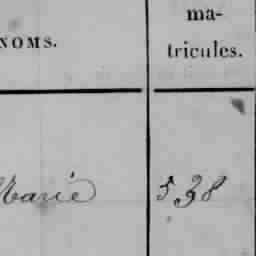 NOMS.
ma-
tricules.
Marie 538